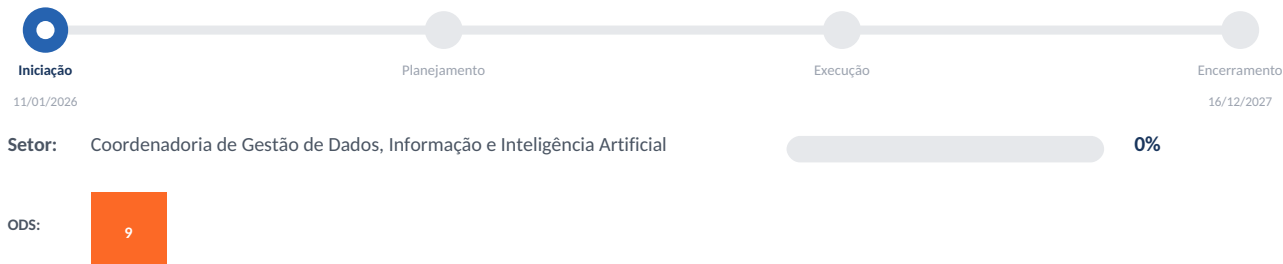 Iniciação Planejamento Execução Encerramento
11/01/2026 16/12/2027
Setor: Coordenadoria de Gestão de Dados, Informação e Inteligência Artificial 0%
ODS: 9